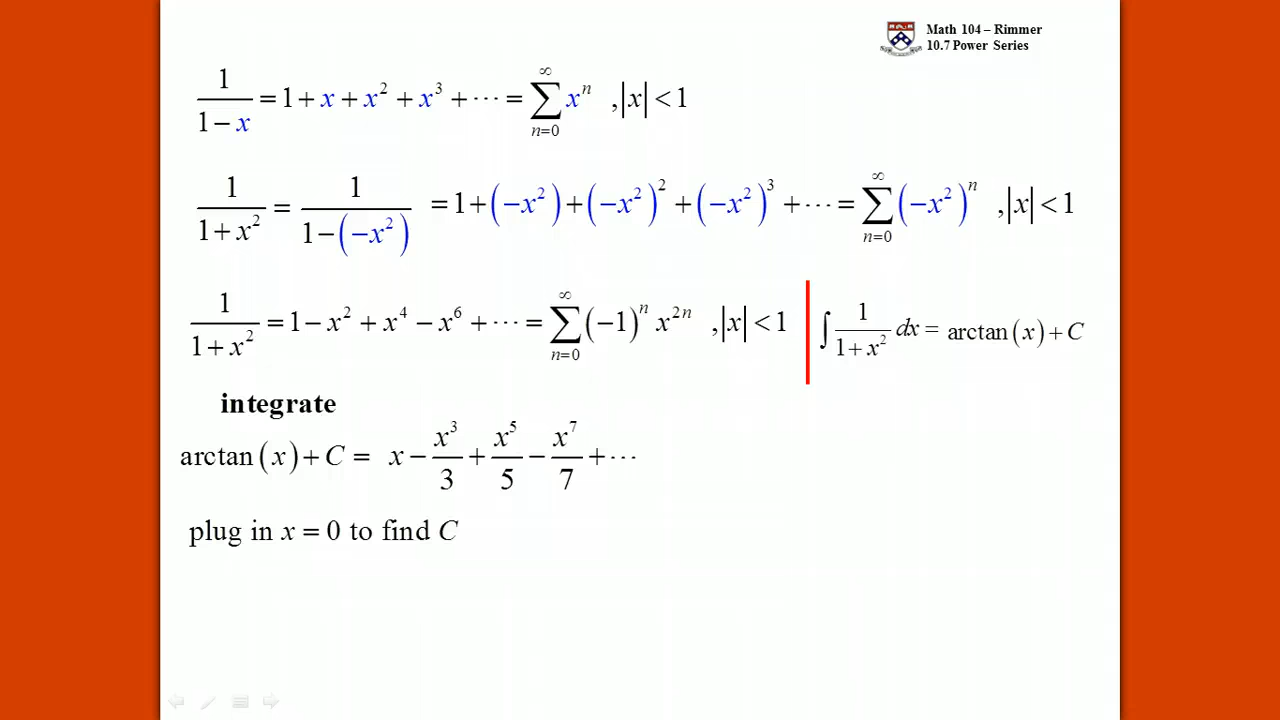 Math 104 – Rimmer
10.7 Power Series
1/(1 − x) = 1 + x + x² + x³ + ⋯ = ∑_{n=0}^{∞} xⁿ , |x| < 1
1/(1 + x²) = 1/(1 − (−x²)) = 1 + (−x²) + (−x²)² + (−x²)³ + ⋯ = ∑_{n=0}^{∞} (−x²)ⁿ , |x| < 1
1/(1 + x²) = 1 − x² + x⁴ − x⁶ + ⋯ = ∑_{n=0}^{∞} (−1)ⁿ x²ⁿ , |x| < 1
∫ 1/(1 + x²) dx = arctan(x) + C
integrate
arctan(x) + C = x − x³/3 + x⁵/5 − x⁷/7 + ⋯
plug in x = 0 to find C